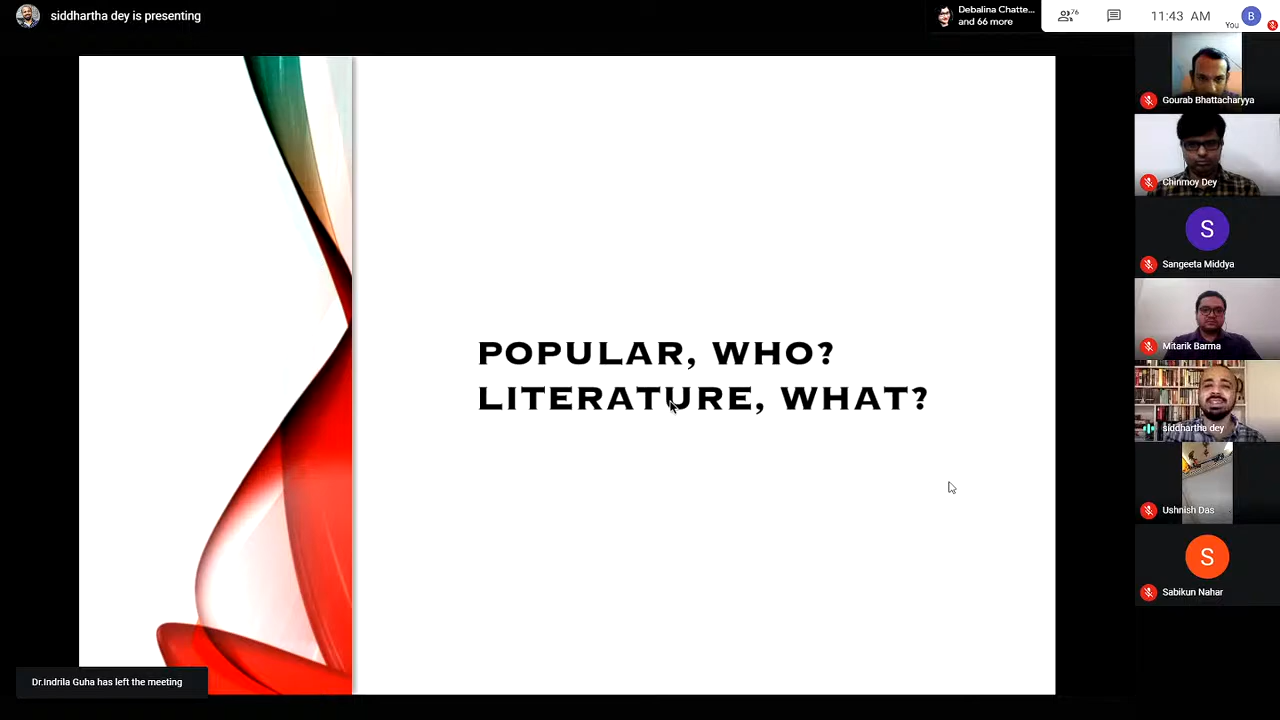 siddhartha dey is presenting
Debalina Chatte...
and 66 more
76
11:43 AM
You
B
POPULAR, WHO?
LITERATURE, WHAT?
Gourab Bhattacharyya
Chinmoy Dey
S
Sangeeta Middya
Mitarik Barma
siddhartha dey
Ushnish Das
S
Sabikun Nahar
Dr.Indrila Guha has left the meeting